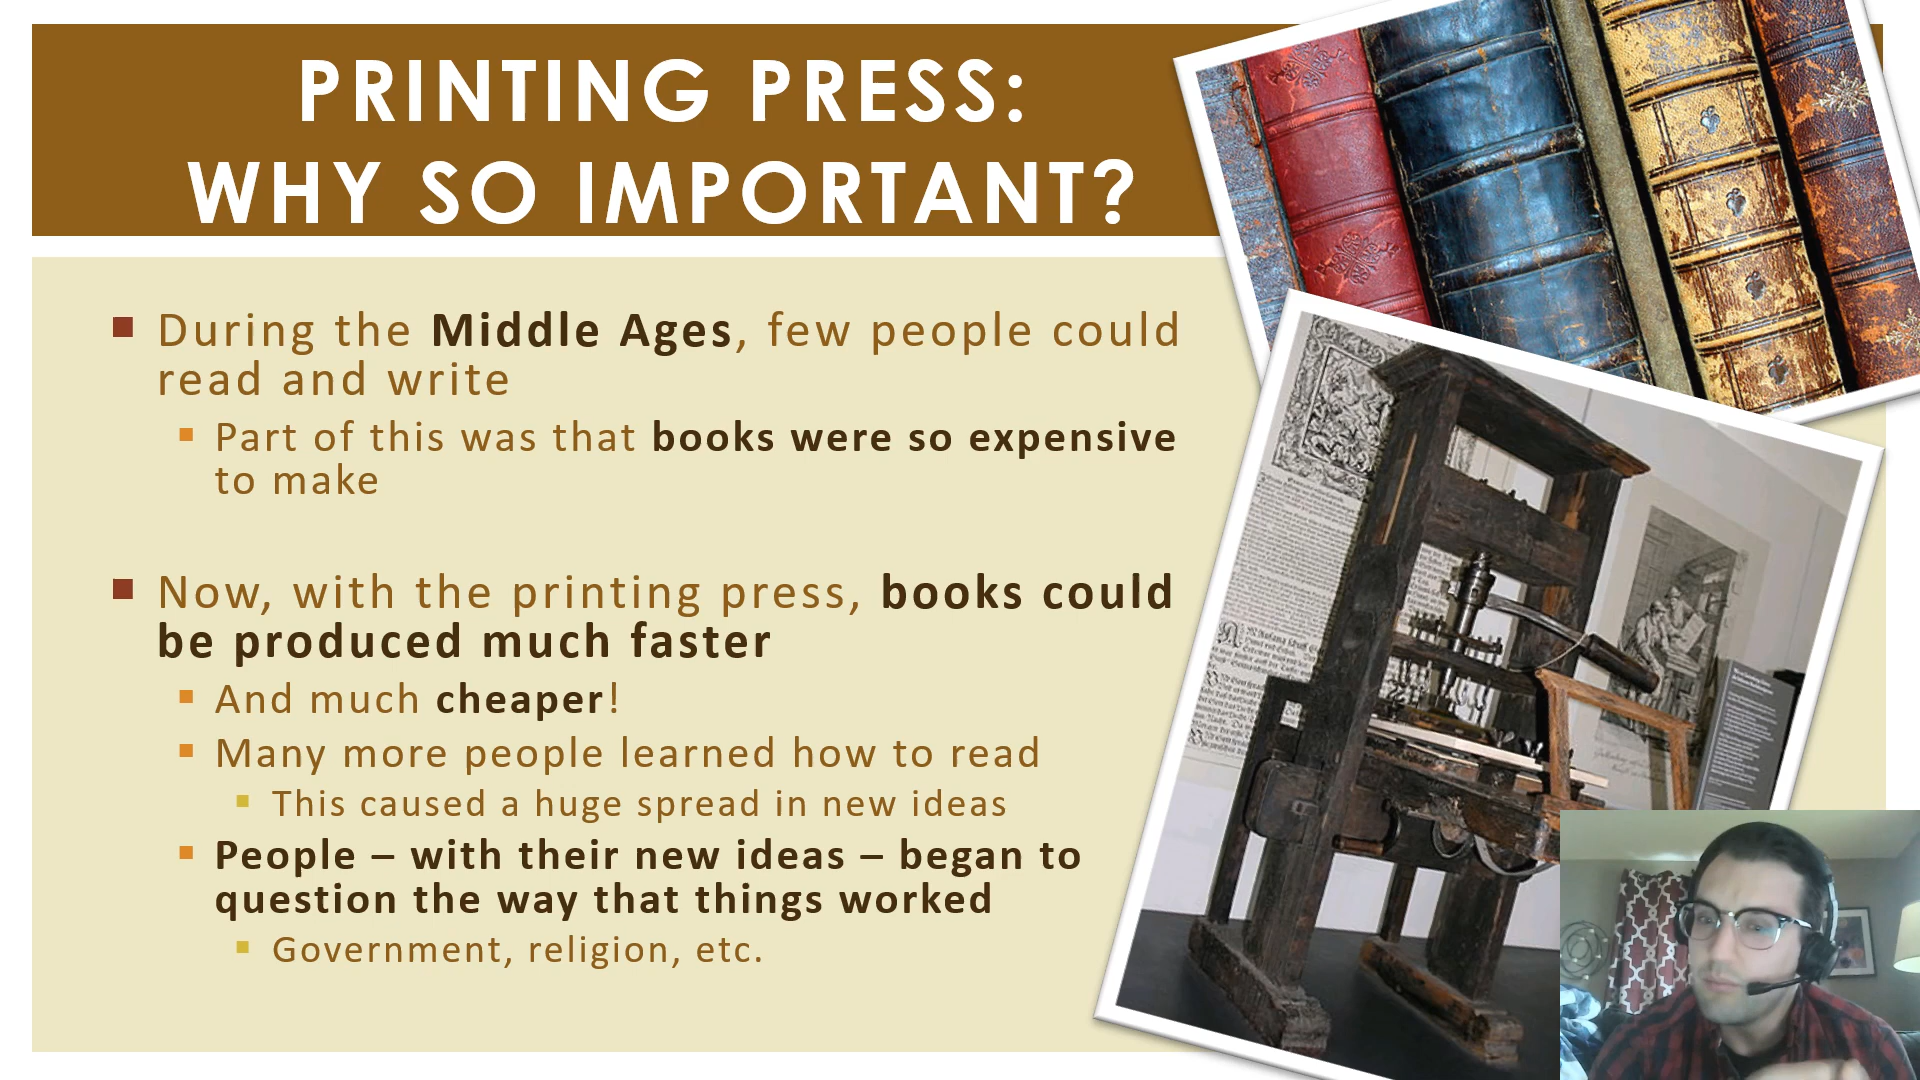 PRINTING PRESS:
WHY SO IMPORTANT?
During the Middle Ages, few people could
read and write
Part of this was that books were so expensive
to make
Now, with the printing press, books could
be produced much faster
And much cheaper!
Many more people learned how to read
This caused a huge spread in new ideas
People – with their new ideas – began to
question the way that things worked
Government, religion, etc.